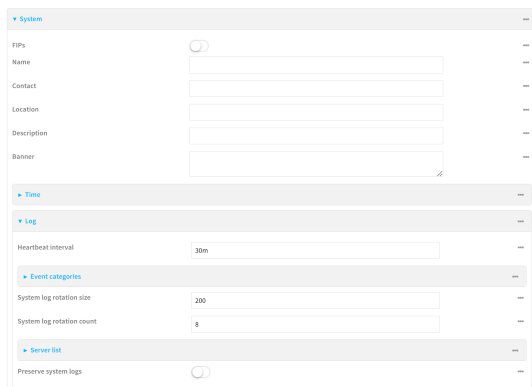 System
FIPs
Name
Contact
Location
Description
Banner
Time
Log
Heartbeat interval 30m
Event categories
System log rotation size 200
System log rotation count 8
Server list
Preserve system logs